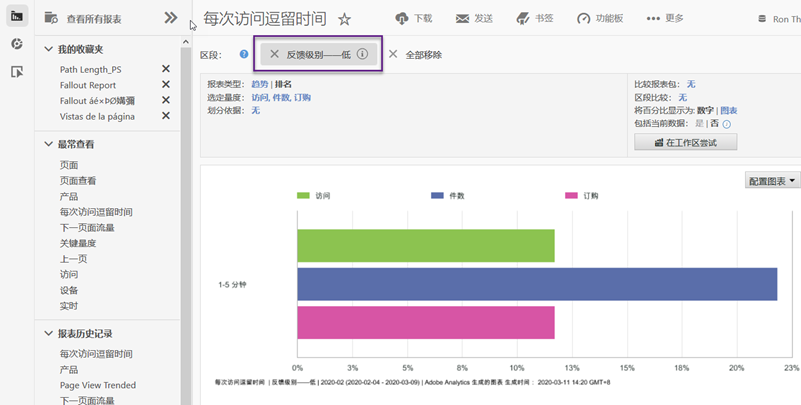 查看所有报表
我的收藏夹
Path Length_PS
Fallout Report
Fallout áé×ÞØ媾彌
Vistas de la página
最常查看
页面
页面查看
产品
每次访问逗留时间
下一页面流量
关键量度
上一页
访问
设备
实时
报表历史记录
每次访问逗留时间
产品
Page View Trended
下一页面流量
每次访问逗留时间
下载
发送
书签
功能板
更多
Ron Th
区段：
反馈级别——低
全部移除
报表类型： 趋势 | 排名
选定量度： 访问, 件数, 订购
划分依据： 无
比较报表包： 无
区段比较： 无
将百分比显示为: 数字 | 图表
包括当前数据： 是 | 否
在工作区尝试
配置图表
访问 件数 订购
1-5 分钟
0% 3% 5% 8% 10% 13% 15% 18% 20% 23%
每次访问逗留时间 | 反馈级别——低 | 2020-02 (2020-02-04 - 2020-03-09) | Adobe Analytics 生成的图表 生成时间： 2020-03-11 14:20 GMT+8